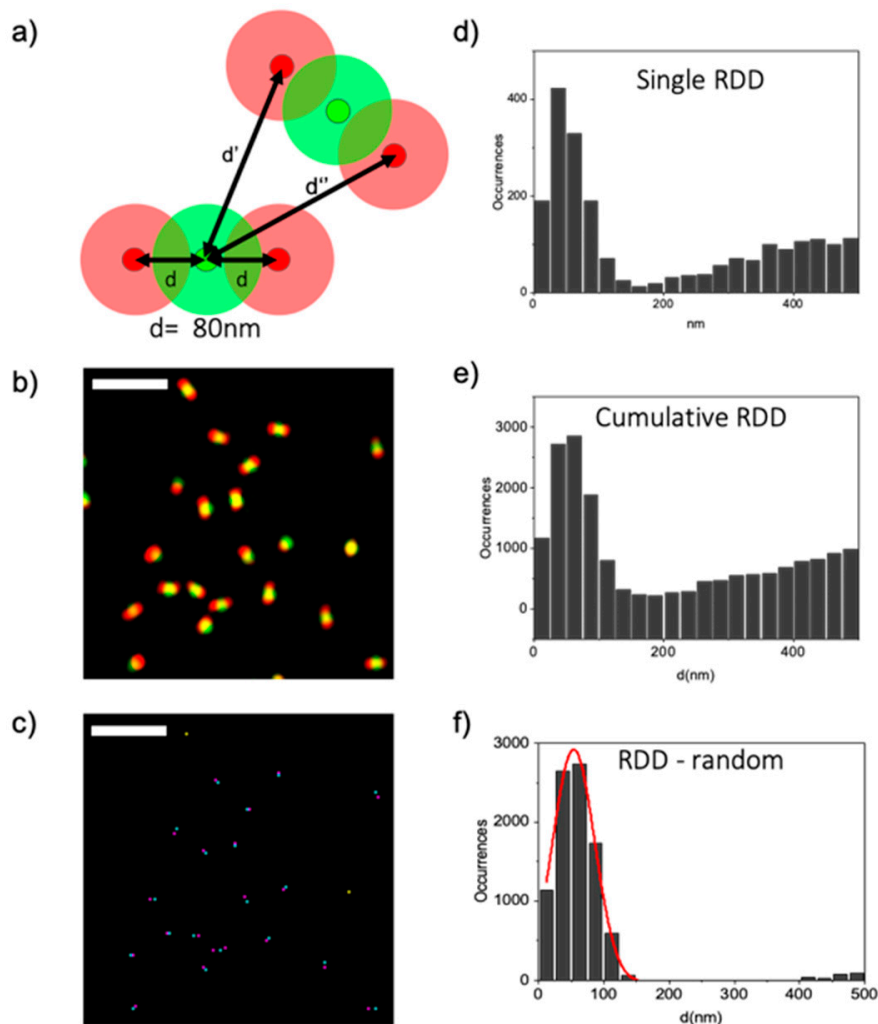 a)
d'
d''
d
d
d= 80nm
b)
c)
d)
Single RDD
Occurrences
400
200
0
0
200
400
nm
e)
Cumulative RDD
Occurrences
3000
2000
1000
0
0
200
400
d(nm)
f)
RDD - random
Occurrences
3000
2000
1000
0
0
100
200
300
400
500
d(nm)